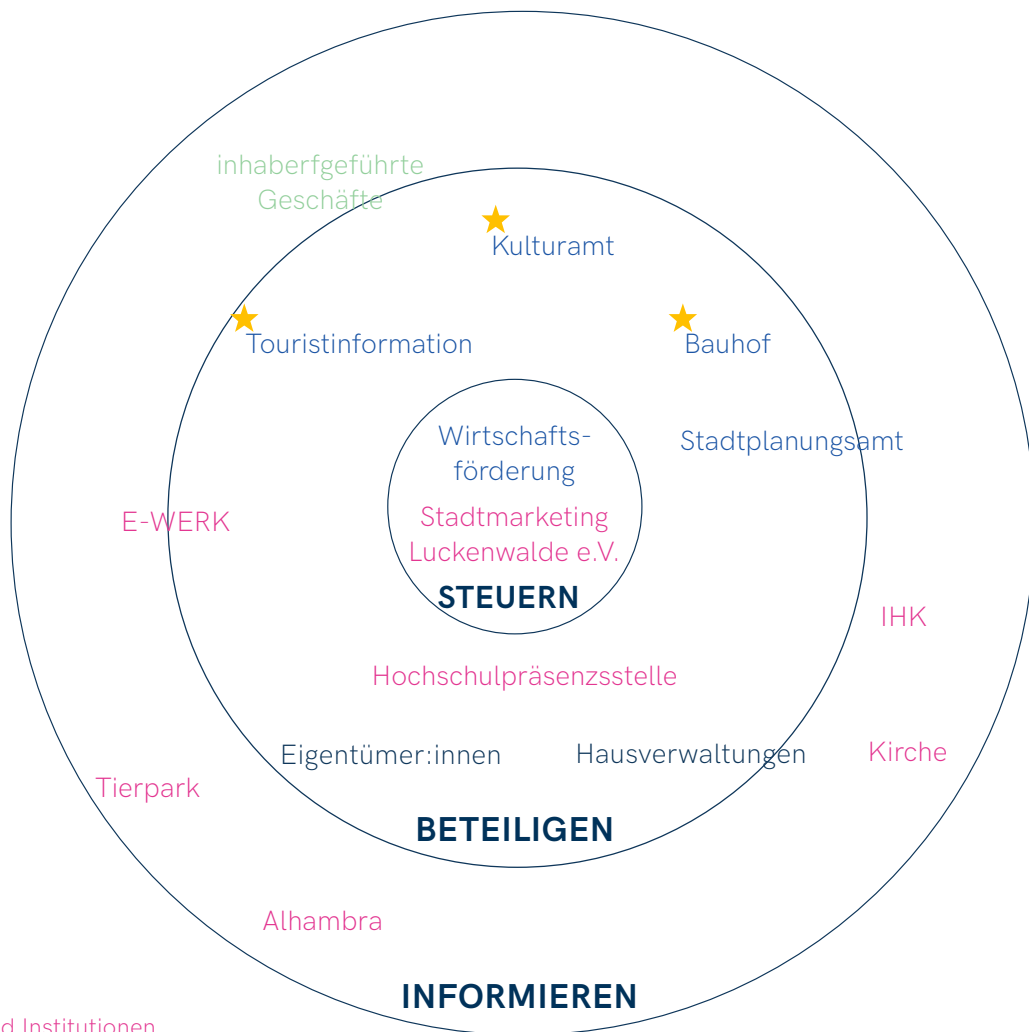 inhaberfgeführte
Geschäfte
Kulturamt
Touristinformation
Bauhof
Wirtschafts-
förderung
Stadtplanungsamt
E-WERK
Stadtmarketing
Luckenwalde e.V.
STEUERN
IHK
Hochschulpräsenzsstelle
Eigentümer:innen
Hausverwaltungen
Kirche
Tierpark
BETEILIGEN
Alhambra
INFORMIEREN
d Institutionen